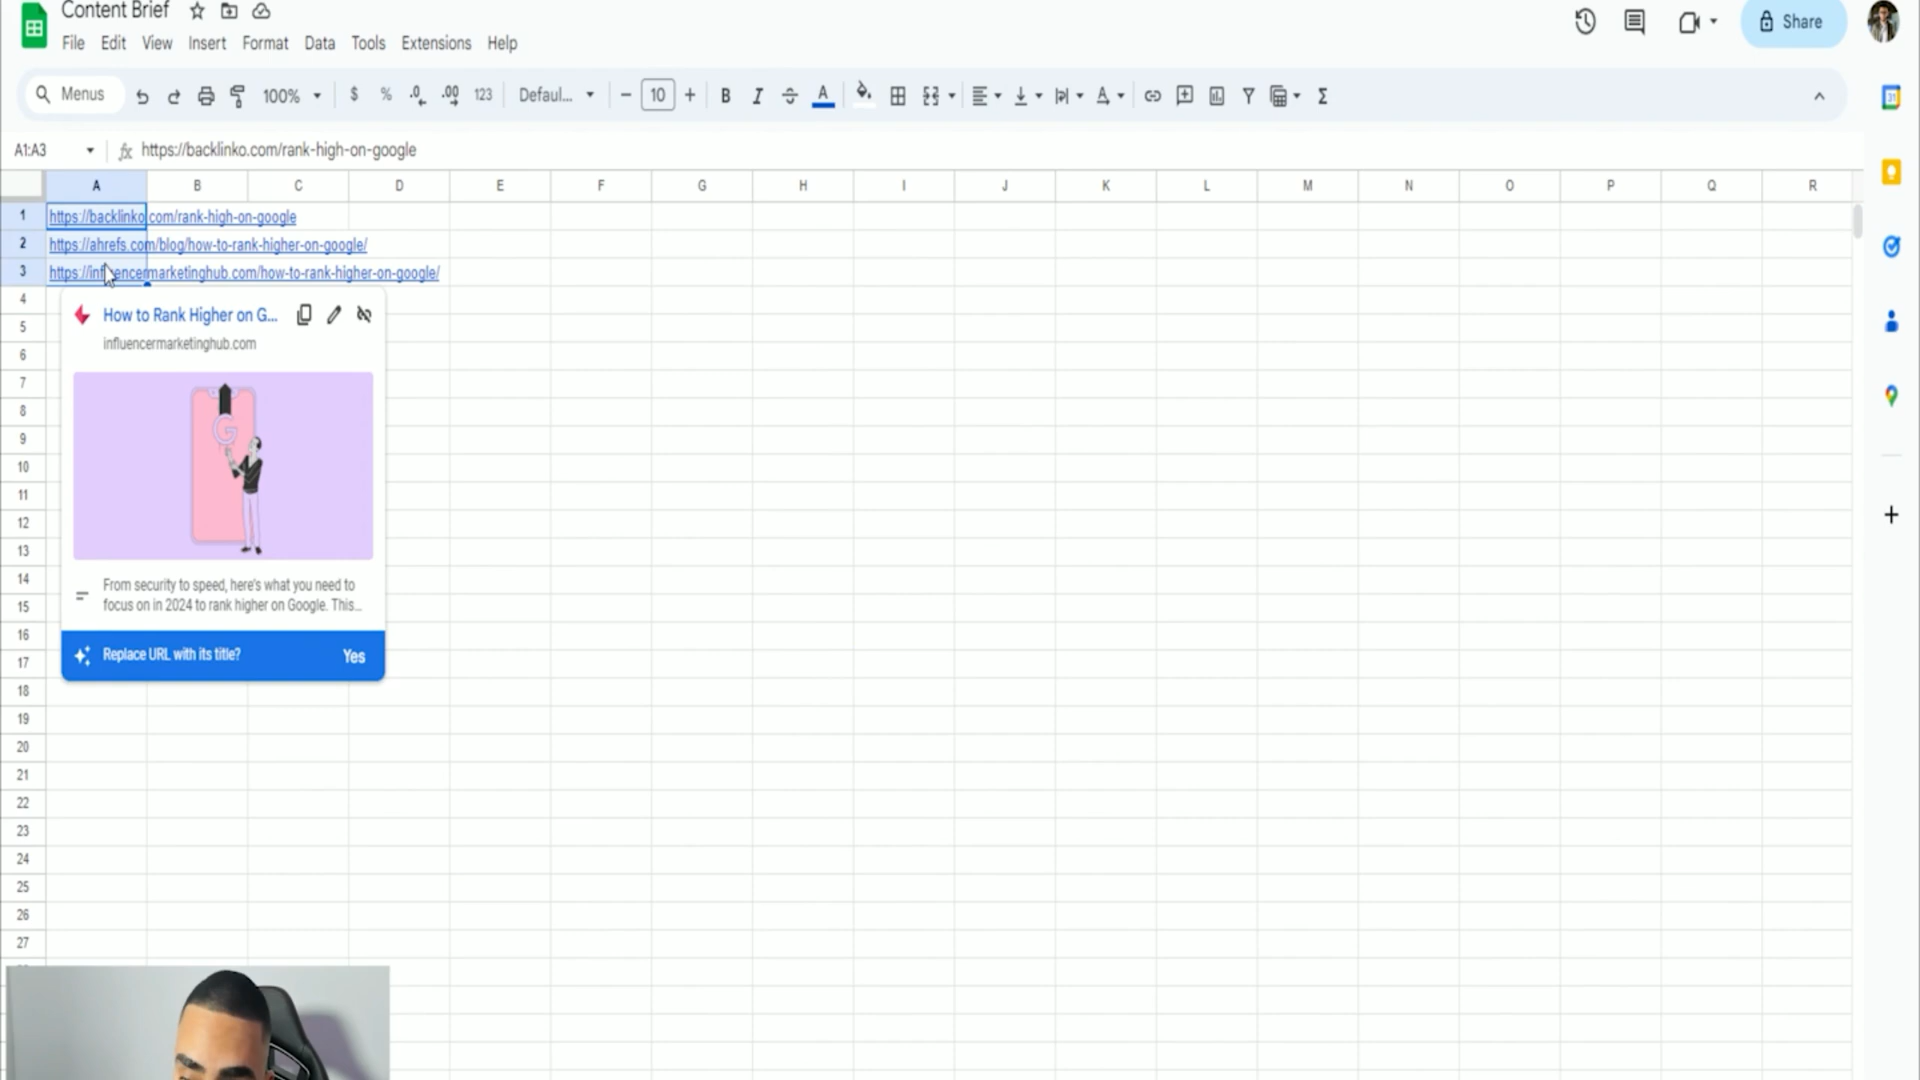 Content Brief
File Edit View Insert Format Data Tools Extensions Help
Share
Menus
100%
$ % .0 .00 123 Defaul... − 10 + B I A Σ
A1:A3 fx https://backlinko.com/rank-high-on-google
A B C D E F G H I J K L M N O P Q R
1 https://backlinko.com/rank-high-on-google
2 https://ahrefs.com/blog/how-to-rank-higher-on-google/
3 https://influencermarketinghub.com/how-to-rank-higher-on-google/
4
How to Rank Higher on G...
5
influencermarketinghub.com
6
7
8
9
G
10
11
12
13
14
From security to speed, here's what you need to
15
focus on in 2024 to rank higher on Google. This...
16
17
Replace URL with its title? Yes
18
19
20
21
22
23
24
25
26
27